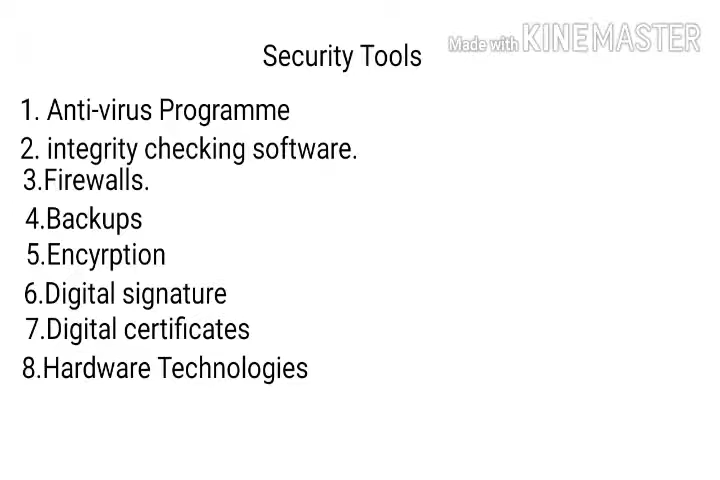 Made with KINEMASTER
Security Tools
1. Anti-virus Programme
2. integrity checking software.
3.Firewalls.
4.Backups
5.Encyrption
6.Digital signature
7.Digital certificates
8.Hardware Technologies